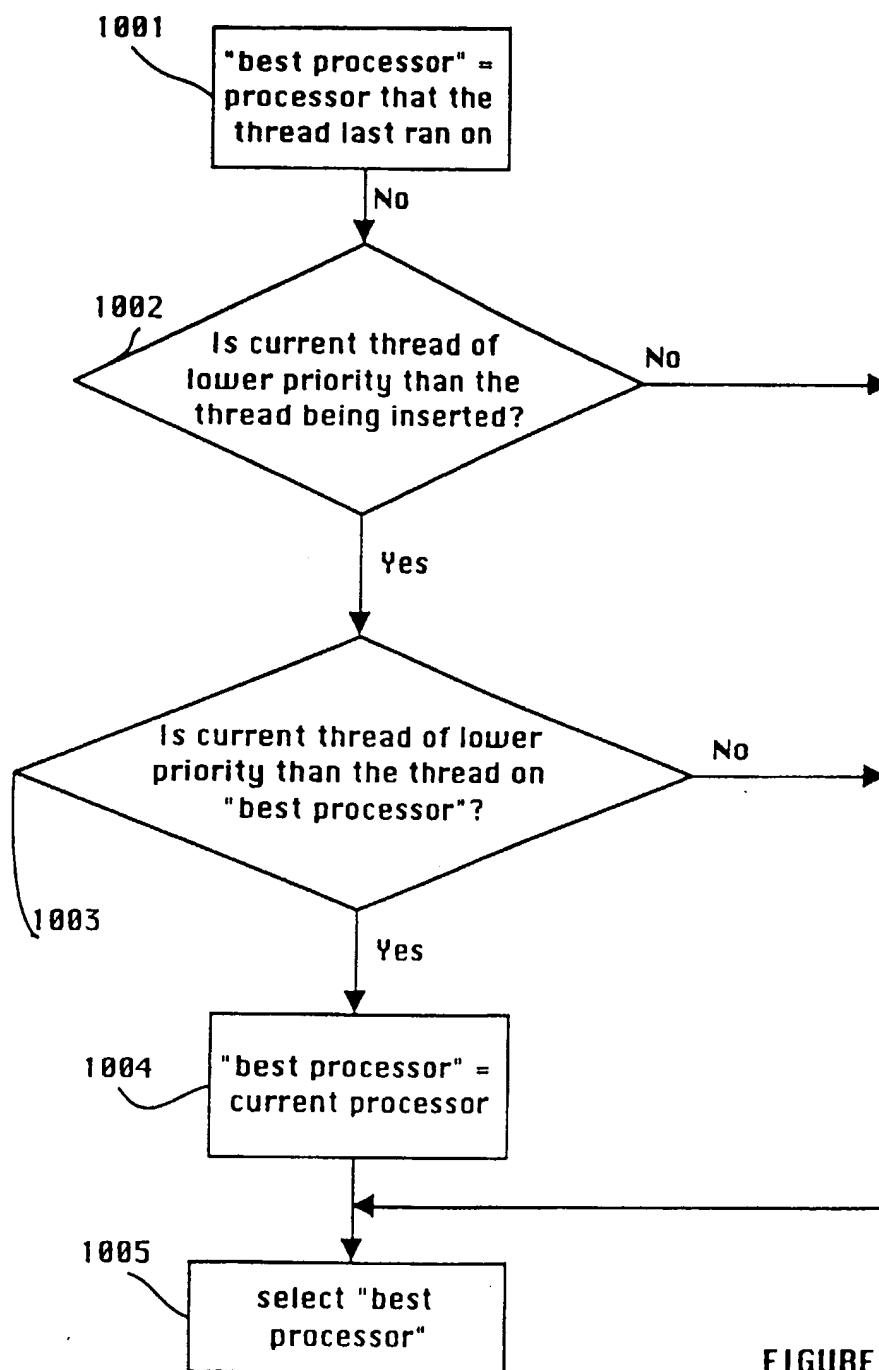 1001
"best processor" =
processor that the
thread last ran on
No
1002
Is current thread of
lower priority than the
thread being inserted?
No
Yes
Is current thread of lower
priority than the thread on
"best processor"?
No
1003
Yes
1004
"best processor" =
current processor
1005
select "best
processor"
FIGURE